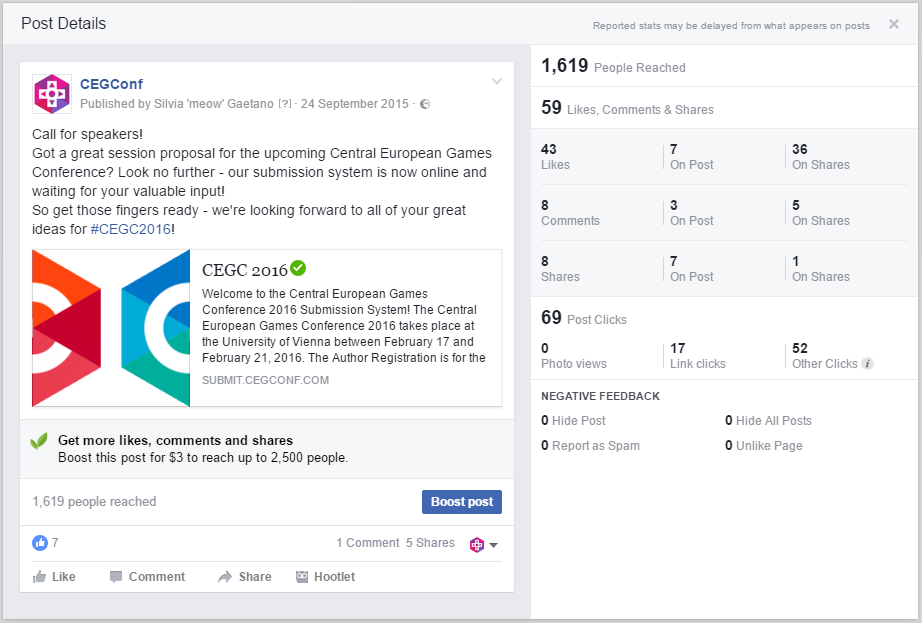 Post Details
Reported stats may be delayed from what appears on posts
CEGConf
Published by Silvia 'meow' Gaetano [?] · 24 September 2015 ·
Call for speakers!
Got a great session proposal for the upcoming Central European Games
Conference? Look no further - our submission system is now online and
waiting for your valuable input!
So get those fingers ready - we're looking forward to all of your great
ideas for #CEGC2016!
CEGC 2016
Welcome to the Central European Games
Conference 2016 Submission System! The Central
European Games Conference 2016 takes place at
the University of Vienna between February 17 and
February 21, 2016. The Author Registration is for the
SUBMIT.CEGCONF.COM
Get more likes, comments and shares
Boost this post for $3 to reach up to 2,500 people.
1,619 people reached
Boost post
7
1 Comment 5 Shares
Like Comment Share Hootlet
1,619 People Reached
59 Likes, Comments & Shares
43 7 36
Likes On Post On Shares
8 3 5
Comments On Post On Shares
8 7 1
Shares On Post On Shares
69 Post Clicks
0 17 52
Photo views Link clicks Other Clicks i
NEGATIVE FEEDBACK
0 Hide Post 0 Hide All Posts
0 Report as Spam 0 Unlike Page